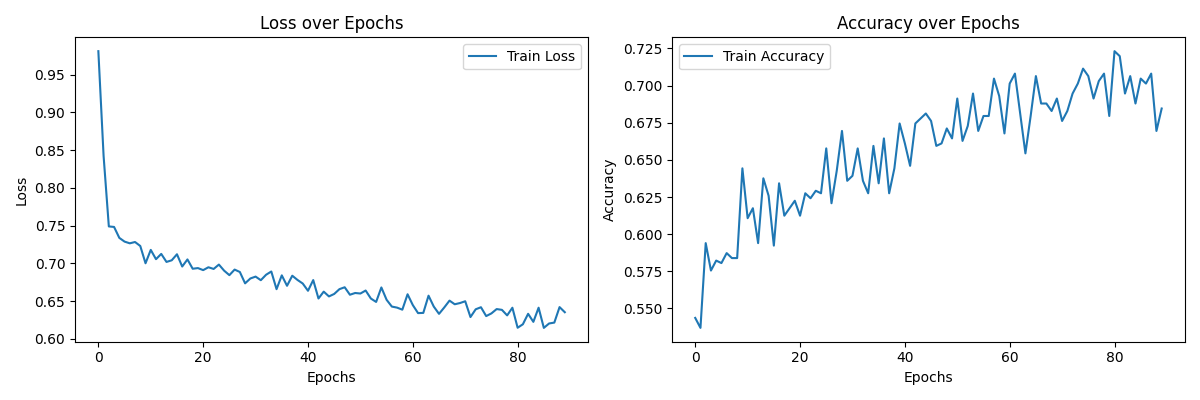 Loss over Epochs
Train Loss
0.95
0.90
0.85
0.80
0.75
0.70
0.65
0.60
Loss
0 20 40 60 80
Epochs
Accuracy over Epochs
Train Accuracy
0.725
0.700
0.675
0.650
0.625
0.600
0.575
0.550
Accuracy
0 20 40 60 80
Epochs